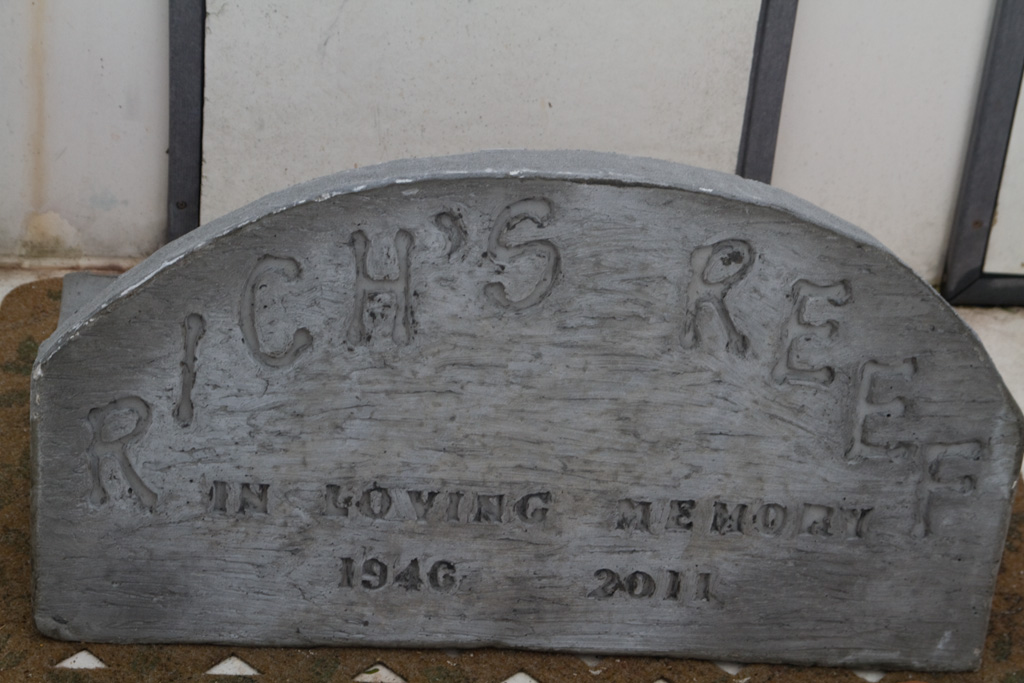 RICH'S REEF
IN LOVING MEMORY
1946 2011